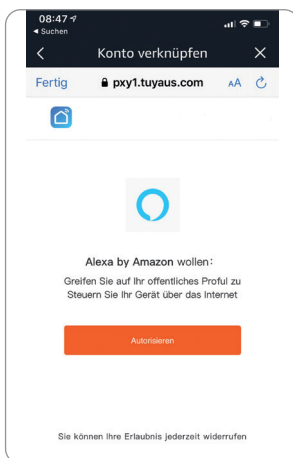 08:47
◂ Suchen
Konto verknüpfen
Fertig
pxy1.tuyaus.com
AA
Alexa by Amazon wollen:
Greifen Sie auf Ihr offentliches Proful zu
Steuern Sie Ihr Gerät über das Internet
Autorisieren
Sie können Ihre Erlaubnis jederzeit widerrufen